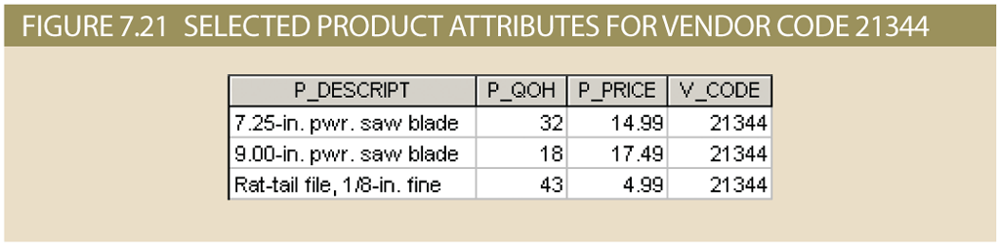 FIGURE 7.21 SELECTED PRODUCT ATTRIBUTES FOR VENDOR CODE 21344
P_DESCRIPT P_QOH P_PRICE V_CODE
7.25-in. pwr. saw blade 32 14.99 21344
9.00-in. pwr. saw blade 18 17.49 21344
Rat-tail file, 1/8-in. fine 43 4.99 21344